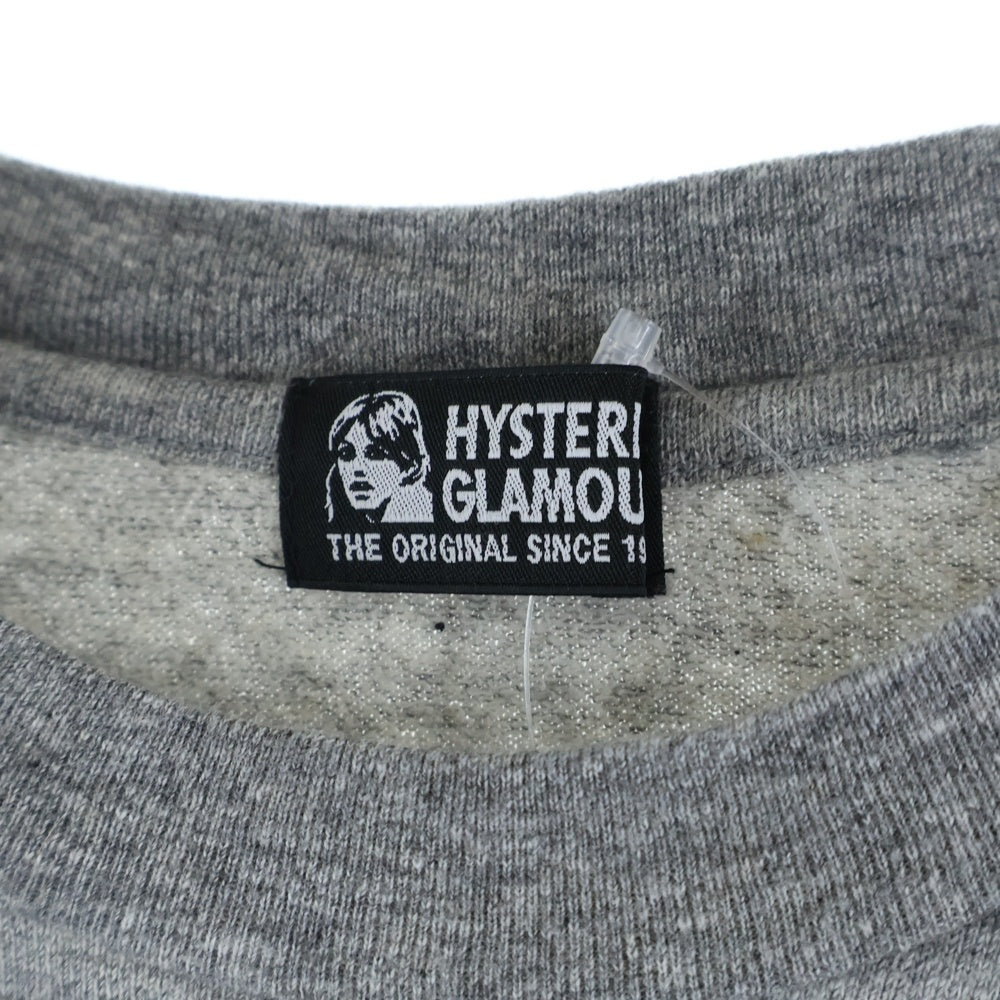 HYSTERI
GLAMOU
THE ORIGINAL SINCE 19